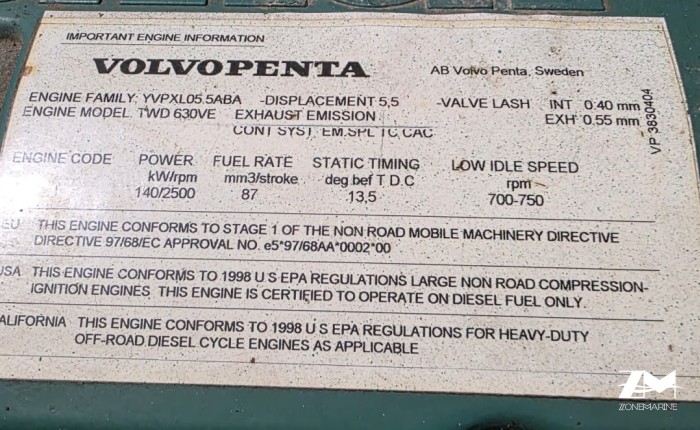 IMPORTANT ENGINE INFORMATION
VOLVO PENTA AB Volvo Penta, Sweden
ENGINE FAMILY: YVPXL05.5ABA -DISPLACEMENT 5,5 -VALVE LASH INT 0.40 mm
ENGINE MODEL TWD 630VE EXHAUST EMISSION EXH 0.55 mm
CONT SYST EM.SPL TC, CAC
VP 3830404
ENGINE CODE POWER FUEL RATE STATIC TIMING LOW IDLE SPEED
kW/rpm mm3/stroke deg.bef T D C rpm
140/2500 87 13,5 700-750
EU THIS ENGINE CONFORMS TO STAGE 1 OF THE NON ROAD MOBILE MACHINERY DIRECTIVE
DIRECTIVE 97/68/EC APPROVAL NO. e5*97/68AA*0002*00
USA THIS ENGINE CONFORMS TO 1998 U S EPA REGULATIONS LARGE NON ROAD COMPRESSION-
IGNITION ENGINES. THIS ENGINE IS CERTIFIED TO OPERATE ON DIESEL FUEL ONLY.
ALIFORNIA THIS ENGINE CONFORMS TO 1998 U S EPA REGULATIONS FOR HEAVY-DUTY
OFF-ROAD DIESEL CYCLE ENGINES AS APPLICABLE
ZONEMARINE